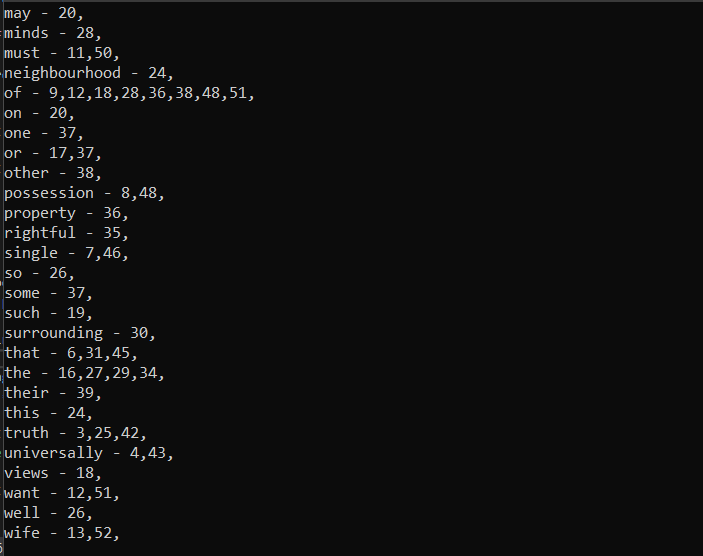 may - 20,
minds - 28,
must - 11,50,
neighbourhood - 24,
of - 9,12,18,28,36,38,48,51,
on - 20,
one - 37,
or - 17,37,
other - 38,
possession - 8,48,
property - 36,
rightful - 35,
single - 7,46,
so - 26,
some - 37,
such - 19,
surrounding - 30,
that - 6,31,45,
the - 16,27,29,34,
their - 39,
this - 24,
truth - 3,25,42,
universally - 4,43,
views - 18,
want - 12,51,
well - 26,
wife - 13,52,